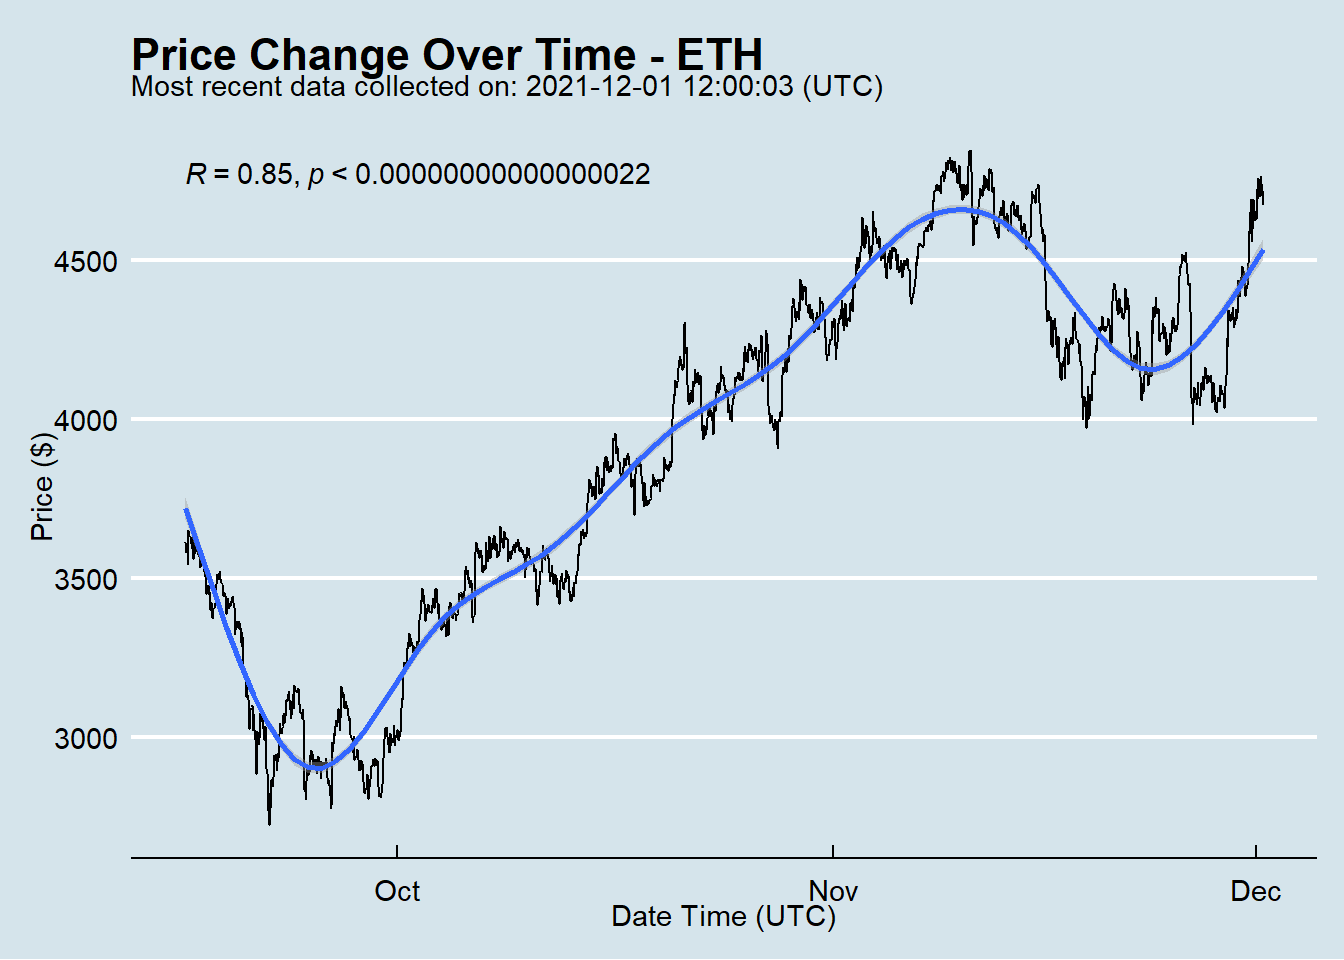 Price Change Over Time - ETH
Most recent data collected on: 2021-12-01 12:00:03 (UTC)
R = 0.85, p < 0.00000000000000022
4500
4000
3500
3000
Price ($)
Oct Nov Dec
Date Time (UTC)